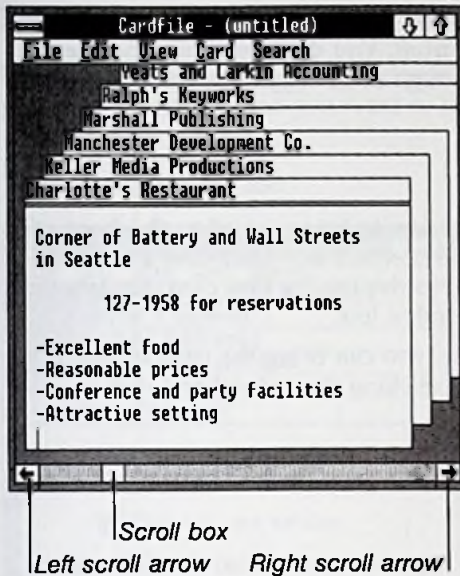 Cardfile - (untitled)
File Edit View Card Search
Yeats and Larkin Accounting
Ralph's Keyworks
Marshall Publishing
Manchester Development Co.
Keller Media Productions
Charlotte's Restaurant
Corner of Battery and Wall Streets
in Seattle
127-1958 for reservations
-Excellent food
-Reasonable prices
-Conference and party facilities
-Attractive setting
Scroll box
Left scroll arrow Right scroll arrow